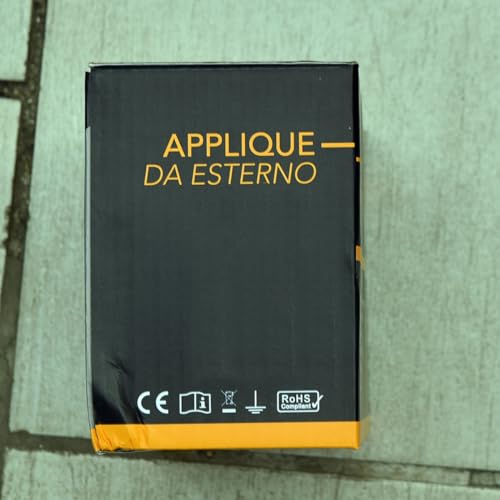 APPLIQUE
DA ESTERNO
CE
RoHS
Compliant